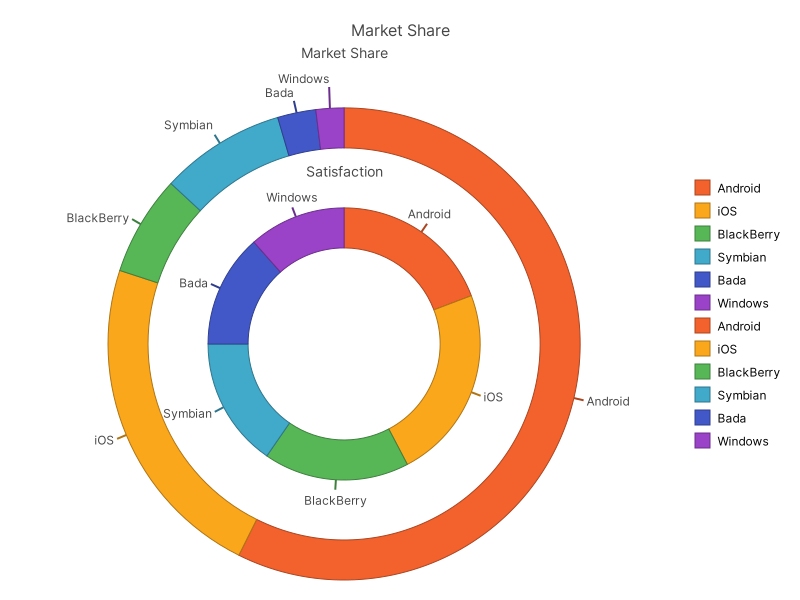 Market Share
Market Share
Windows
Bada
Symbian
BlackBerry
iOS
Android
Satisfaction
Windows
Android
Bada
iOS
Symbian
BlackBerry
Android
iOS
BlackBerry
Symbian
Bada
Windows
Android
iOS
BlackBerry
Symbian
Bada
Windows